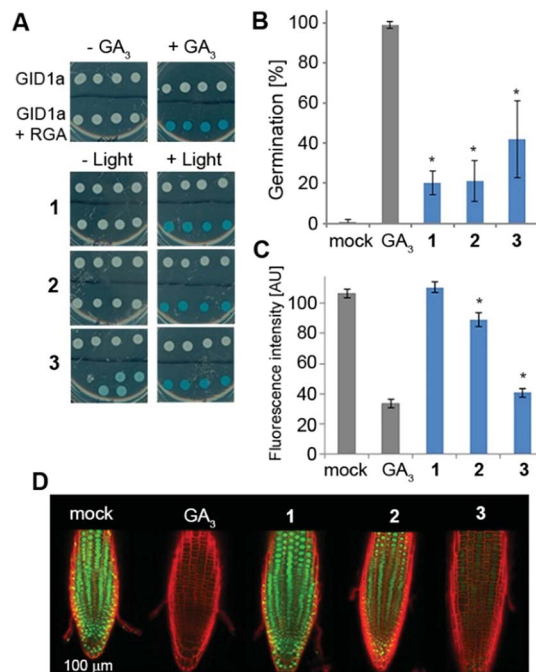 A
- GA3 + GA3
GID1a
GID1a
+ RGA
- Light + Light
1
2
3
B
Germination [%]
100
80
60
40
20
0
* * *
mock GA3 1 2 3
C
Fluorescence intensity [AU]
100
80
60
40
20
0
* *
mock GA3 1 2 3
D
mock GA3 1 2 3
100 μm